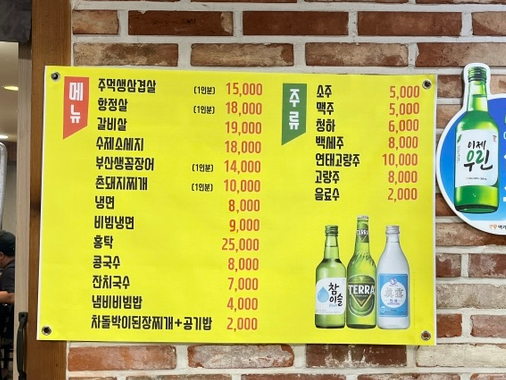 메뉴
주먹생삼겹살 (1인분) 15,000
항정살 (1인분) 18,000
갈비살 19,000
수제소세지 18,000
부산생꼼장어 (1인분) 14,000
촌돼지찌개 (1인분) 10,000
냉면 8,000
비빔냉면 9,000
홍탁 25,000
콩국수 8,000
잔치국수 7,000
냄비비빔밥 4,000
차돌박이된장찌개+공기밥 2,000
주류
소주 5,000
맥주 5,000
청하 6,000
백세주 8,000
연태고량주 10,000
고량주 8,000
음료수 2,000
참이슬
TERRA
이제
우린